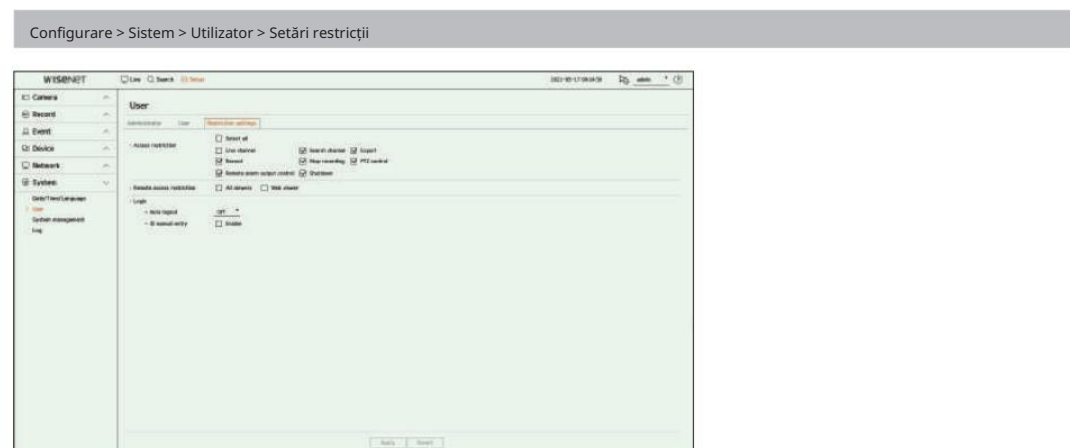 Configurare > Sistem > Utilizator > Setări restricții
WISENET
Live Search Setup
admin
Camera
Record
Event
Device
Network
System
Date/Time/Language
User
System management
Log
User
Administrator User Restriction settings
Access restriction
Select all
Live channel Search channel Export
Record Stop recording PTZ control
Remote alarm output control Shutdown
Remote access restriction All viewers Web viewer
Login
Auto logout Off
ID manual entry Enable
Apply Revert